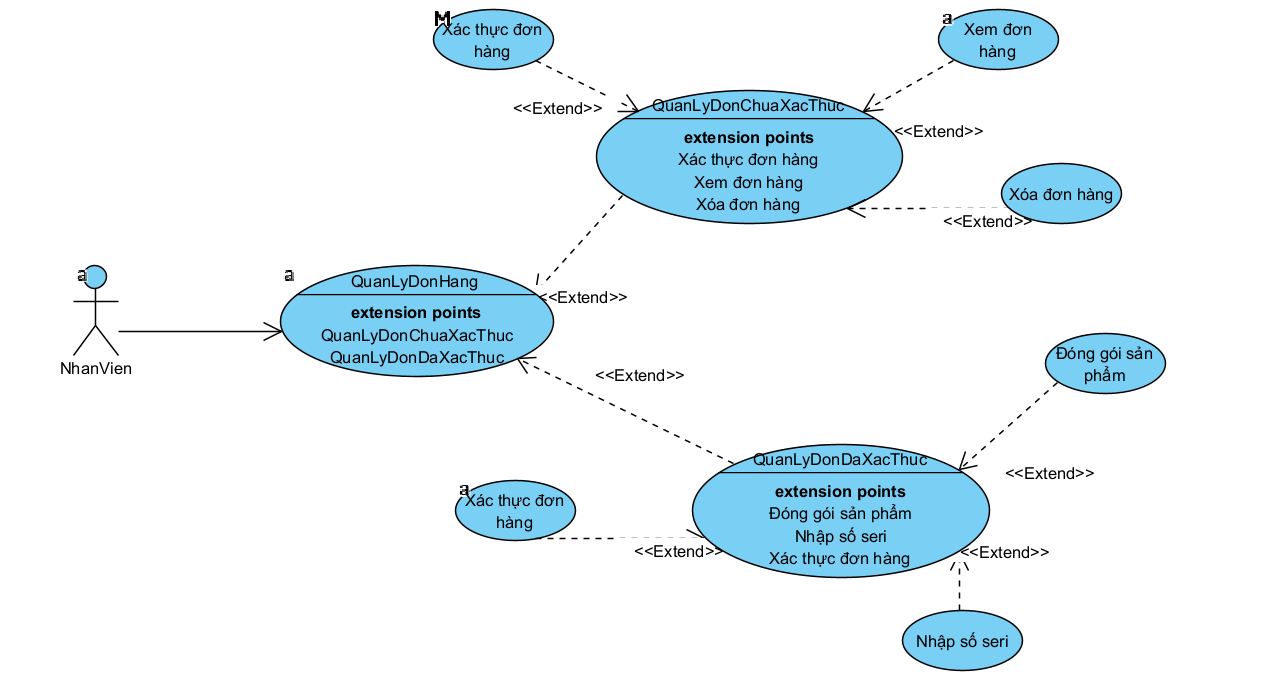 M
Xác thực đơn
hàng
a
Xem đơn
hàng
<<Extend>>
QuanLyDonChuaXacThuc
<<Extend>>
extension points
Xác thực đơn hàng
Xem đơn hàng
Xóa đơn hàng
Xóa đơn hàng
<<Extend>>
a
NhanVien
a
QuanLyDonHang
<<Extend>>
extension points
QuanLyDonChuaXacThuc
QuanLyDonDaXacThuc
<<Extend>>
Đóng gói sản
phẩm
<<Extend>>
QuanLyDonDaXacThuc
extension points
Đóng gói sản phẩm
Nhập số seri
Xác thực đơn hàng
a
Xác thực đơn
hàng
<<Extend>>
<<Extend>>
Nhập số seri